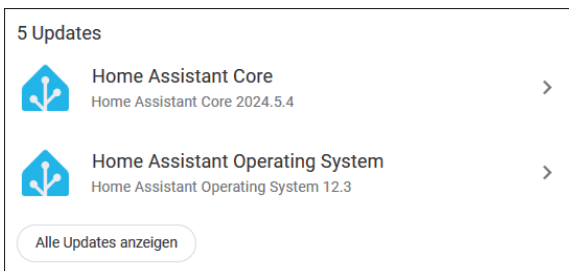 5 Updates
Home Assistant Core
Home Assistant Core 2024.5.4
Home Assistant Operating System
Home Assistant Operating System 12.3
Alle Updates anzeigen